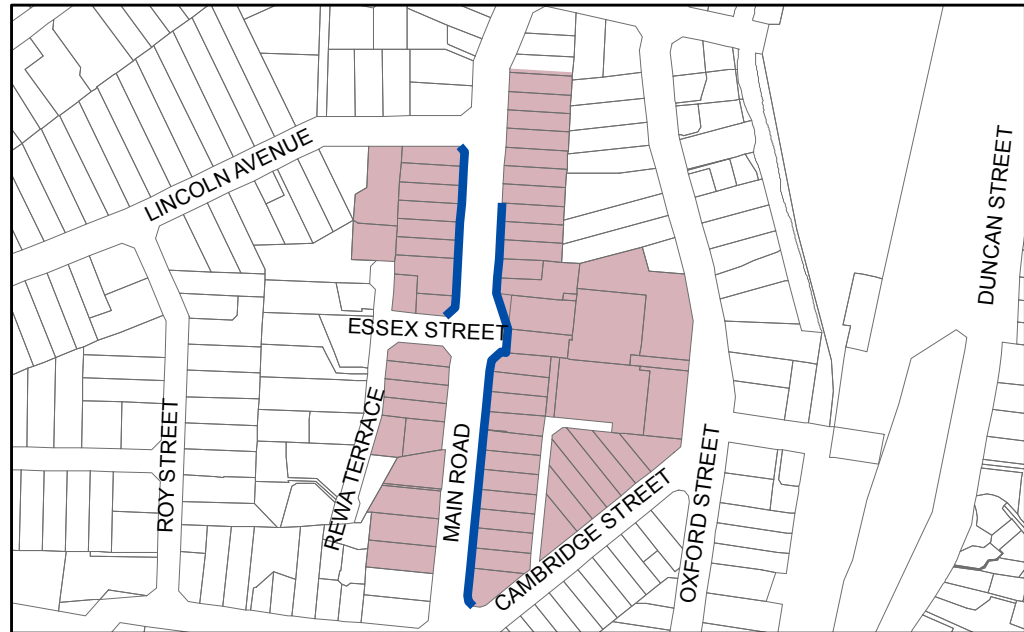 LINCOLN AVENUE
DUNCAN STREET
ESSEX STREET
ROY STREET
REWA TERRACE
MAIN ROAD
CAMBRIDGE STREET
OXFORD STREET